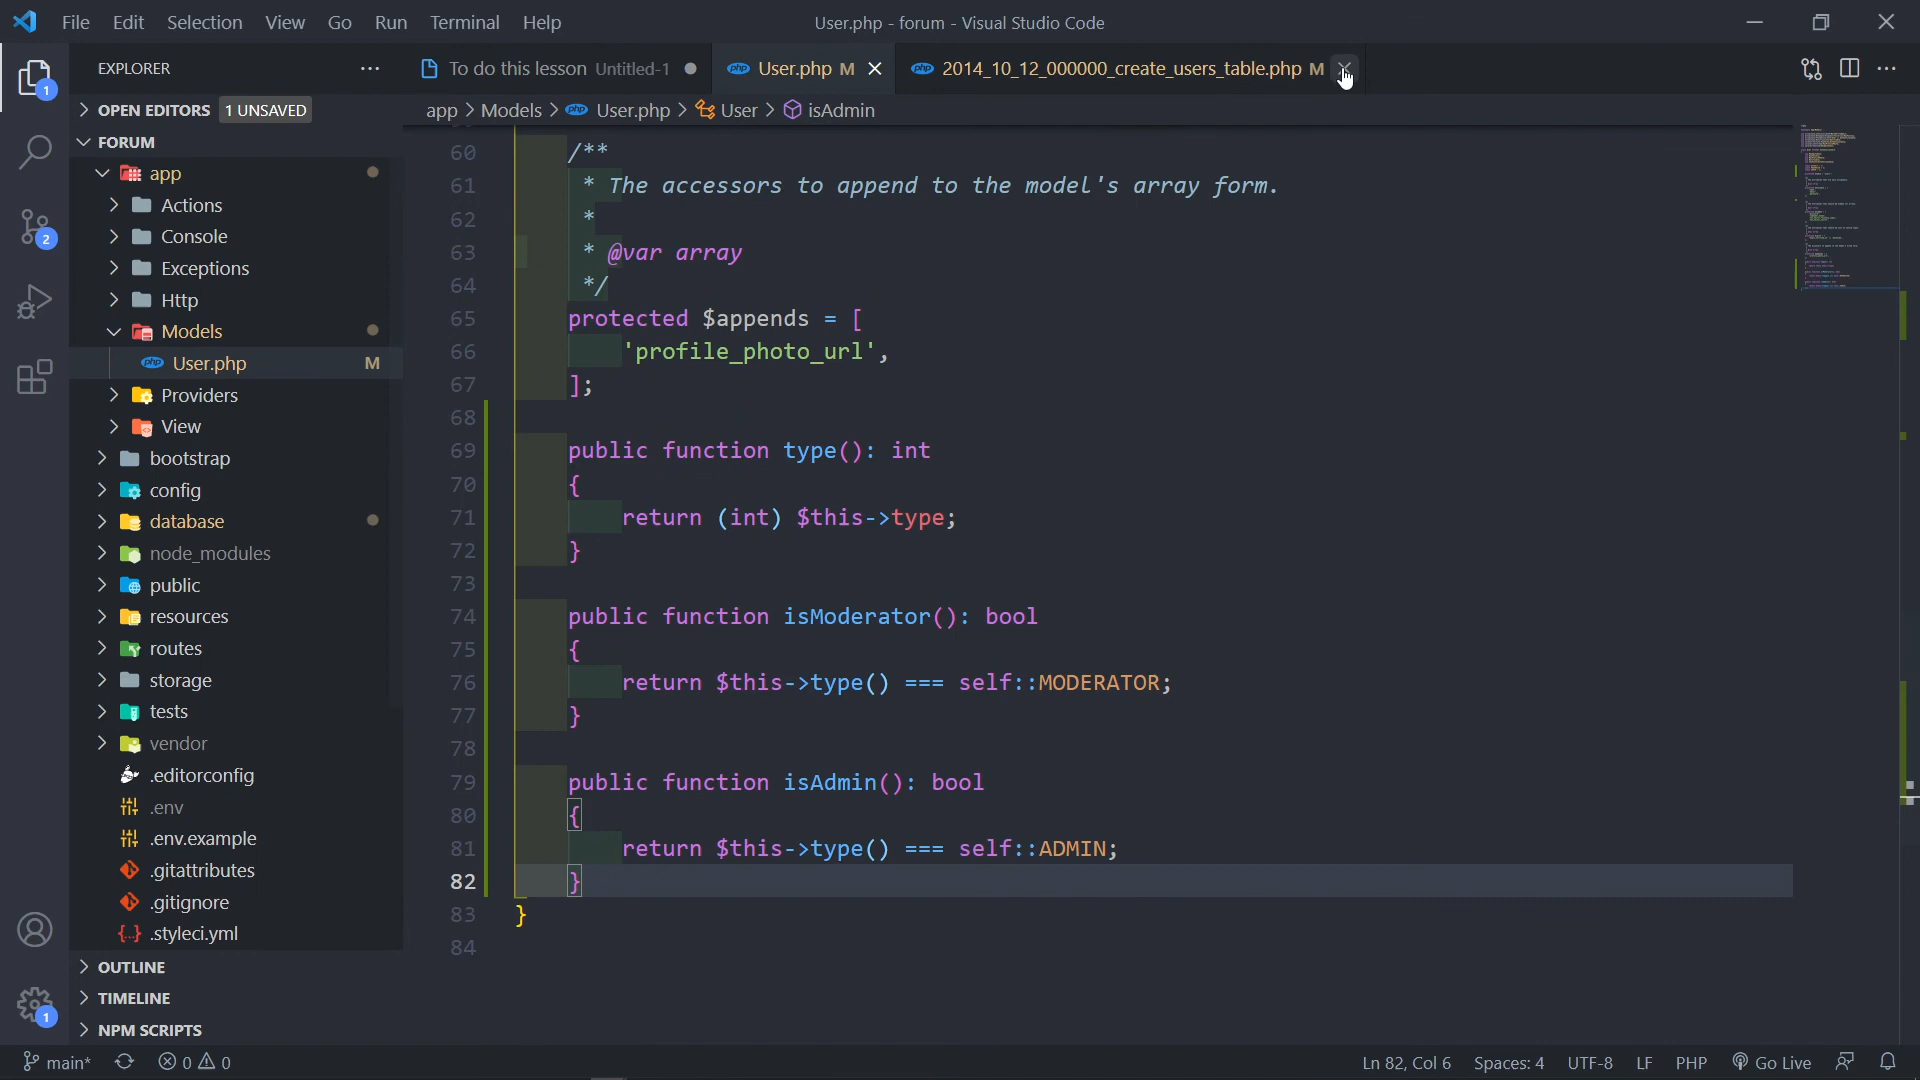 File Edit Selection View Go Run Terminal Help
User.php - forum - Visual Studio Code
EXPLORER
To do this lesson Untitled-1
User.php M
2014_10_12_000000_create_users_table.php M
OPEN EDITORS 1 UNSAVED
app > Models > User.php > User > isAdmin
FORUM
app
Actions
Console
Exceptions
Http
Models
User.php M
Providers
View
bootstrap
config
database
node_modules
public
resources
routes
storage
tests
vendor
.editorconfig
.env
.env.example
.gitattributes
.gitignore
.styleci.yml
OUTLINE
TIMELINE
NPM SCRIPTS
1
2
1
60 /**
61 * The accessors to append to the model's array form.
62 *
63 * @var array
64 */
65 protected $appends = [
66 'profile_photo_url',
67 ];
68
69 public function type(): int
70 {
71 return (int) $this->type;
72 }
73
74 public function isModerator(): bool
75 {
76 return $this->type() === self::MODERATOR;
77 }
78
79 public function isAdmin(): bool
80 {
81 return $this->type() === self::ADMIN;
82 }
83 }
84
main* 0 0
Ln 82, Col 6 Spaces: 4 UTF-8 LF PHP Go Live